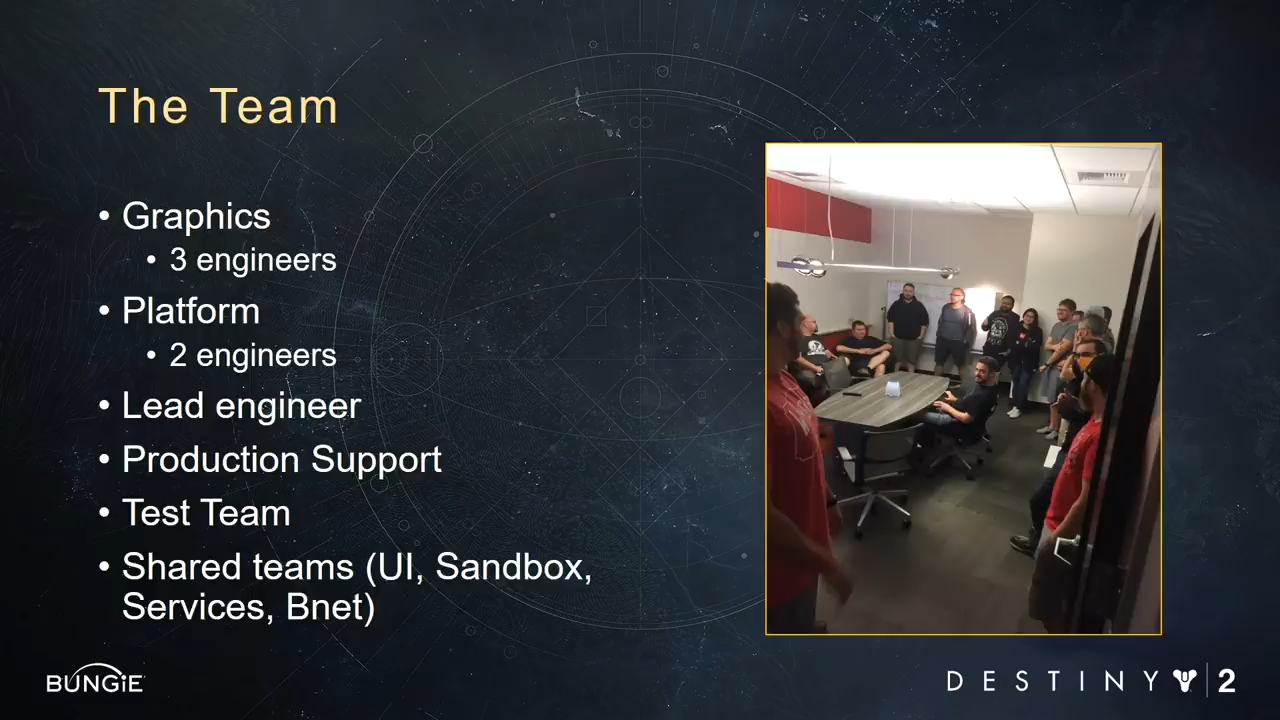 The Team
• Graphics
• 3 engineers
• Platform
• 2 engineers
• Lead engineer
• Production Support
• Test Team
• Shared teams (UI, Sandbox,
Services, Bnet)
BUNGiE
DESTINY 2